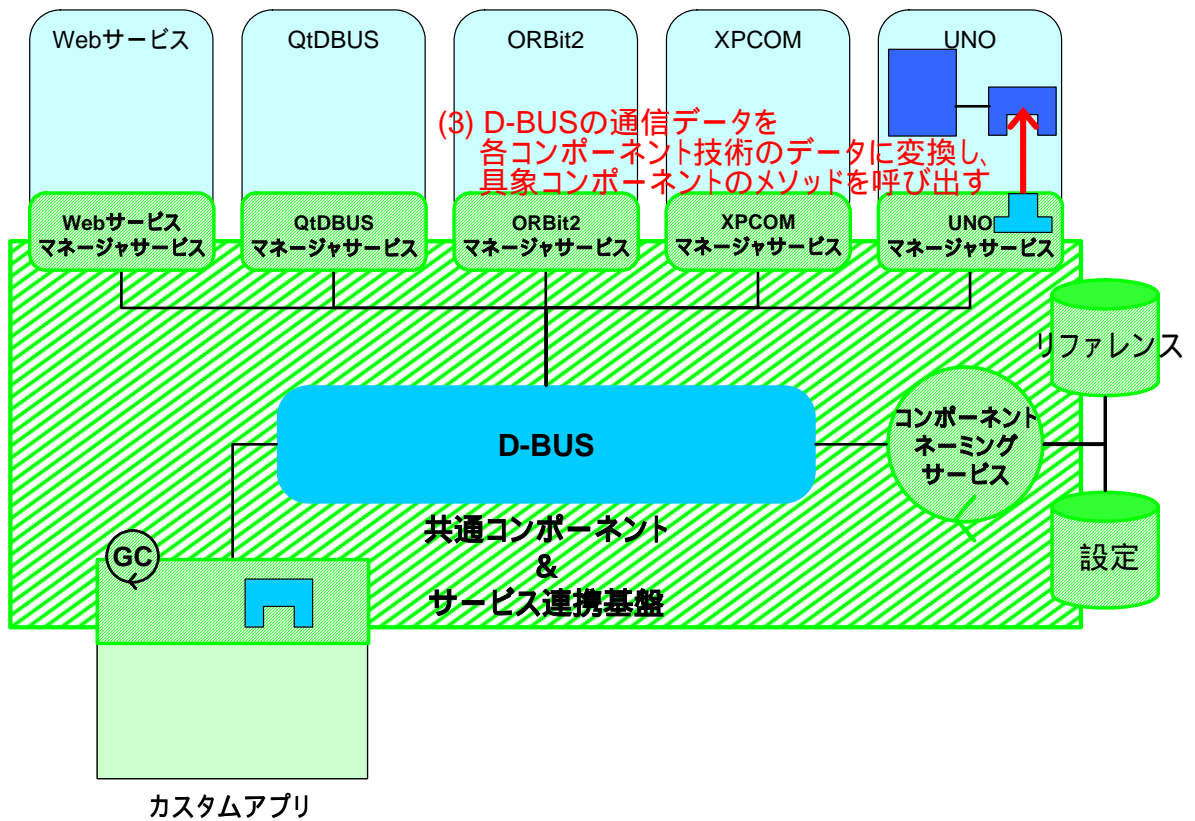 Webサービス
QtDBUS
ORBit2
XPCOM
UNO
(3) D-BUSの通信データを
各コンポーネント技術のデータに変換し、
具象コンポーネントのメソッドを呼び出す
Webサービス
マネージャサービス
QtDBUS
マネージャサービス
ORBit2
マネージャサービス
XPCOM
マネージャサービス
UNO
マネージャサービス
リファレンス
D-BUS
コンポーネント
ネーミング
サービス
共通コンポーネント
&
サービス連携基盤
設定
GC
カスタムアプリ